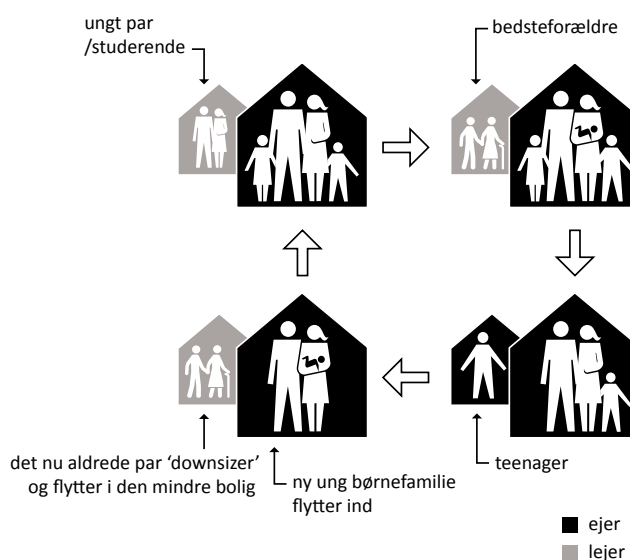 ungt par
/studerende
bedsteforældre
det nu aldrede par ‘downsizer’
og flytter i den mindre bolig
ny ung børnefamilie
flytter ind
teenager
ejer
lejer